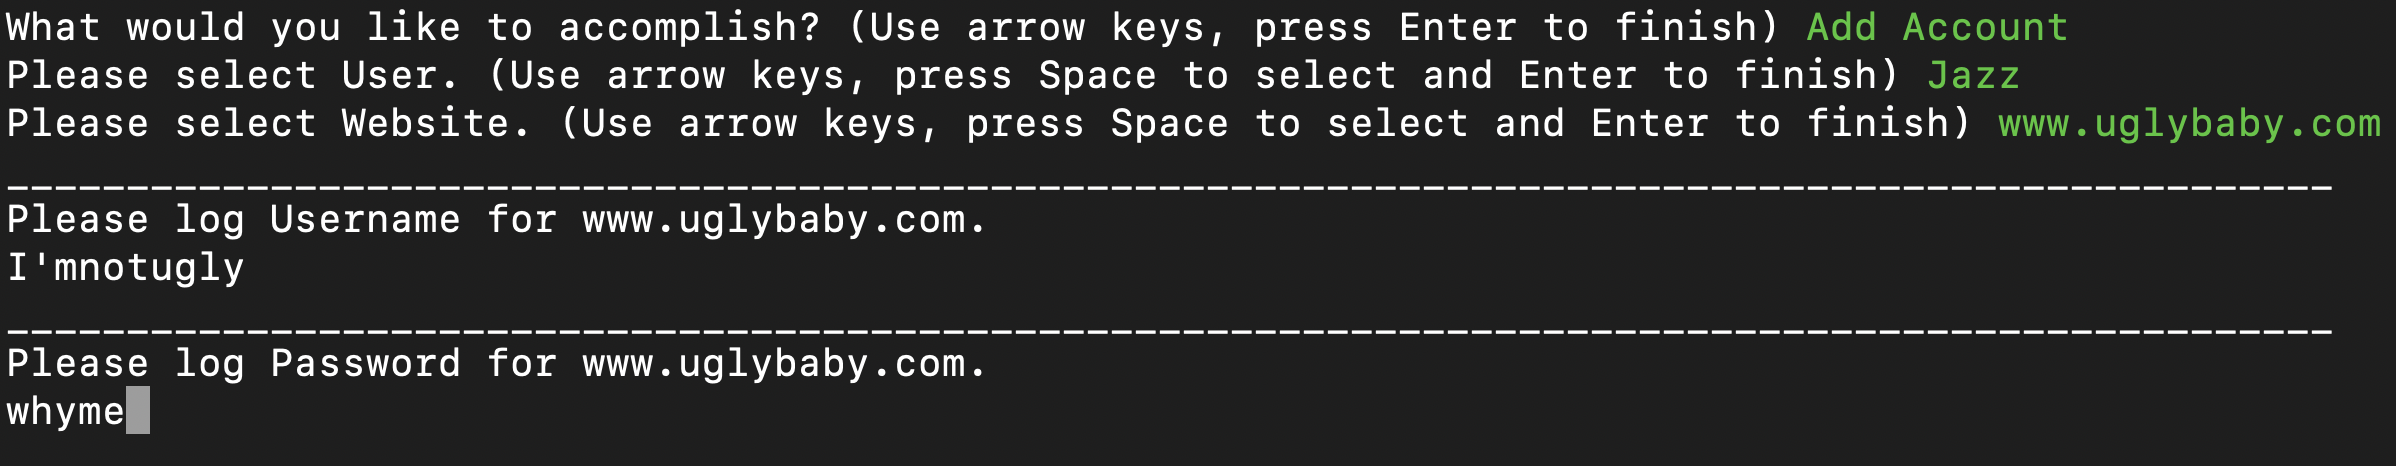 What would you like to accomplish? (Use arrow keys, press Enter to finish) Add Account
Please select User. (Use arrow keys, press Space to select and Enter to finish) Jazz
Please select Website. (Use arrow keys, press Space to select and Enter to finish) www.uglybaby.com
_________________________________________________________________________________________________
Please log Username for www.uglybaby.com.
I'mnotugly
_________________________________________________________________________________________________
Please log Password for www.uglybaby.com.
whyme